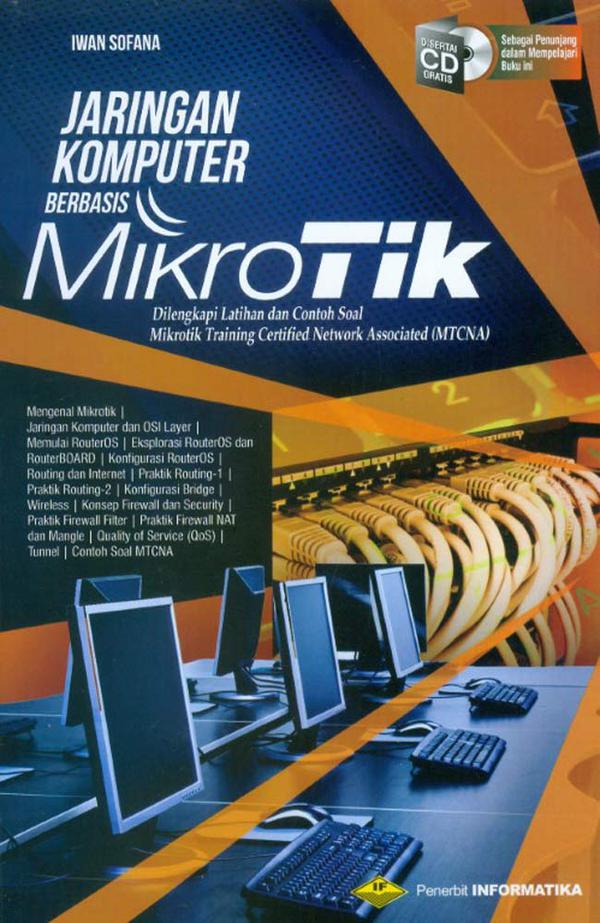 IWAN SOFANA
DISERTAI
CD
GRATIS
Sebagai Penunjang
dalam Mempelajari
Buku ini
JARINGAN
KOMPUTER
BERBASIS
MikroTik
Dilengkapi Latihan dan Contoh Soal
Mikrotik Training Certified Network Associated (MTCNA)
Mengenal Mikrotik |
Jaringan Komputer dan OSI Layer |
Memulai RouterOS | Eksplorasi RouterOS dan
RouterBOARD | Konfigurasi RouterOS |
Routing dan Internet | Praktik Routing-1 |
Praktik Routing-2 | Konfigurasi Bridge |
Wireless | Konsep Firewall dan Security |
Praktik Firewall Filter | Praktik Firewall NAT
dan Mangle | Quality of Service (QoS) |
Tunnel | Contoh Soal MTCNA
IF
Penerbit INFORMATIKA